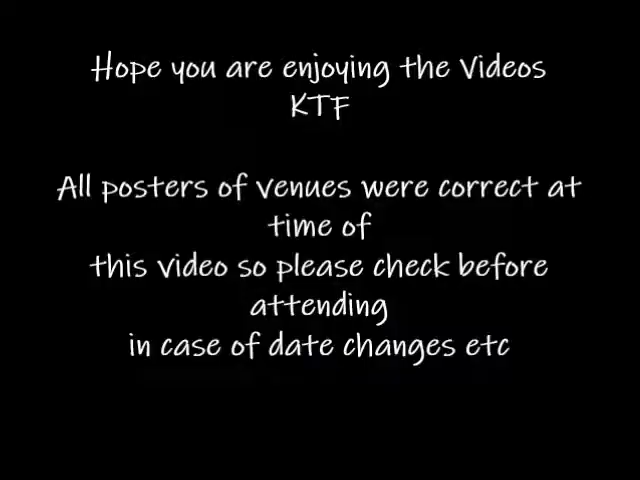 Hope you are enjoying the Videos
KTF
All posters of venues were correct at
time of
this video so please check before
attending
in case of date changes etc